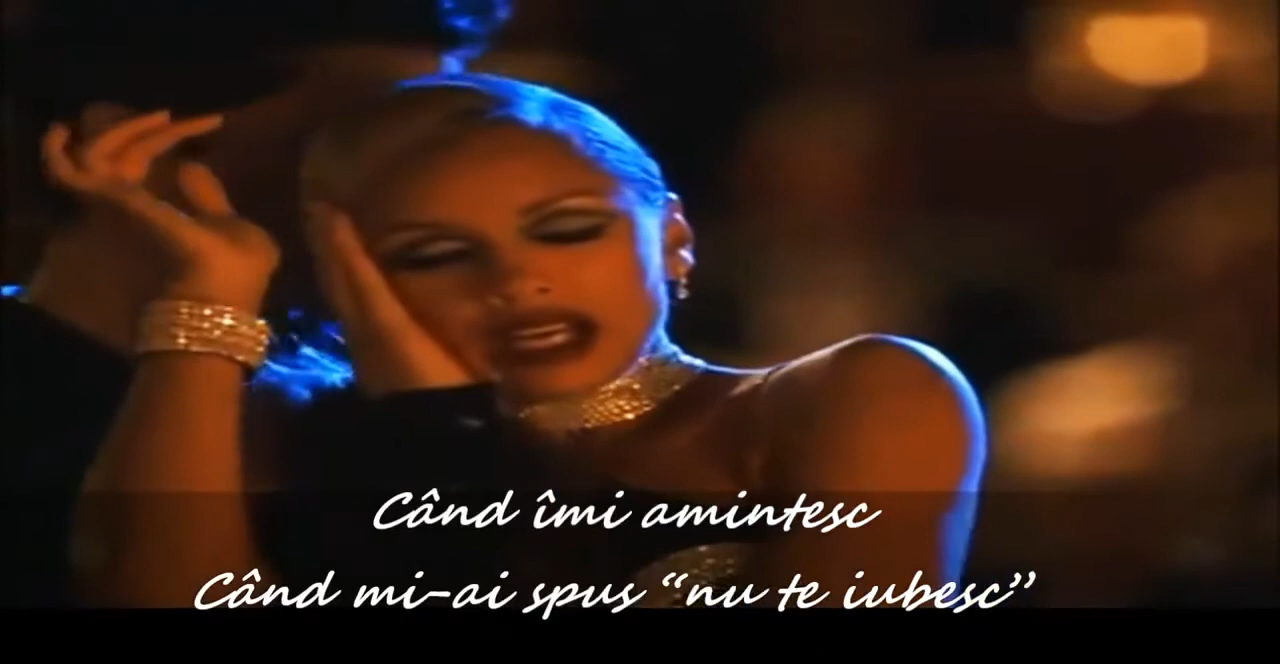 Când îmi amintesc
Când mi-ai spus “nu te iubesc”